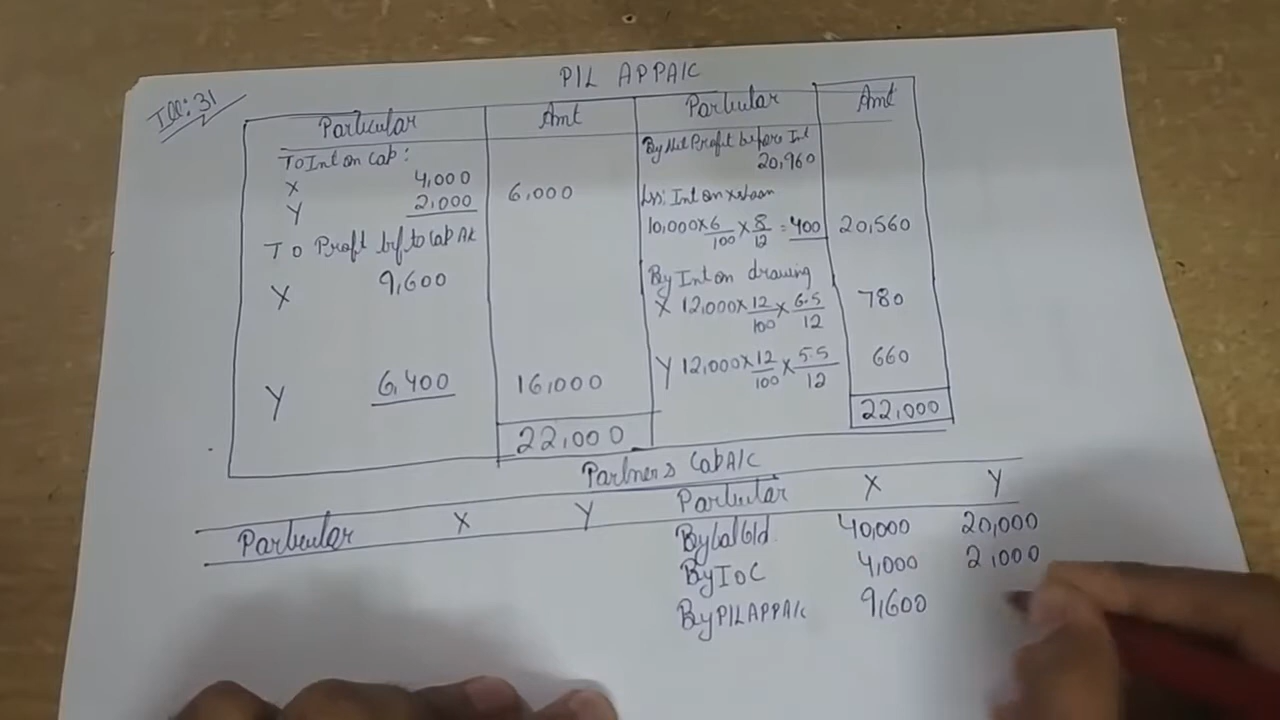 Ill: 31
P/L APPA/C
Particular Amt Particular Amt
To Int on Cap:
X 4,000
Y 2,000 6,000
To Profit trf to Cap A/c
X 9,600
Y 6,400 16,000
22,000
By Net Profit before Int
20,960
Int on X's loan
10,000 x 6/100 x 8/12 = 400 20,560
By Int on drawing
X 12,000 x 12/100 x 6.5/12 780
Y 12,000 x 12/100 x 5.5/12 660
22,000
Partners Cap A/C
Particular X Y Particular X Y
By bal b/d 40,000 20,000
By IOC 4,000 2,000
By P/L APPA/c 9,600